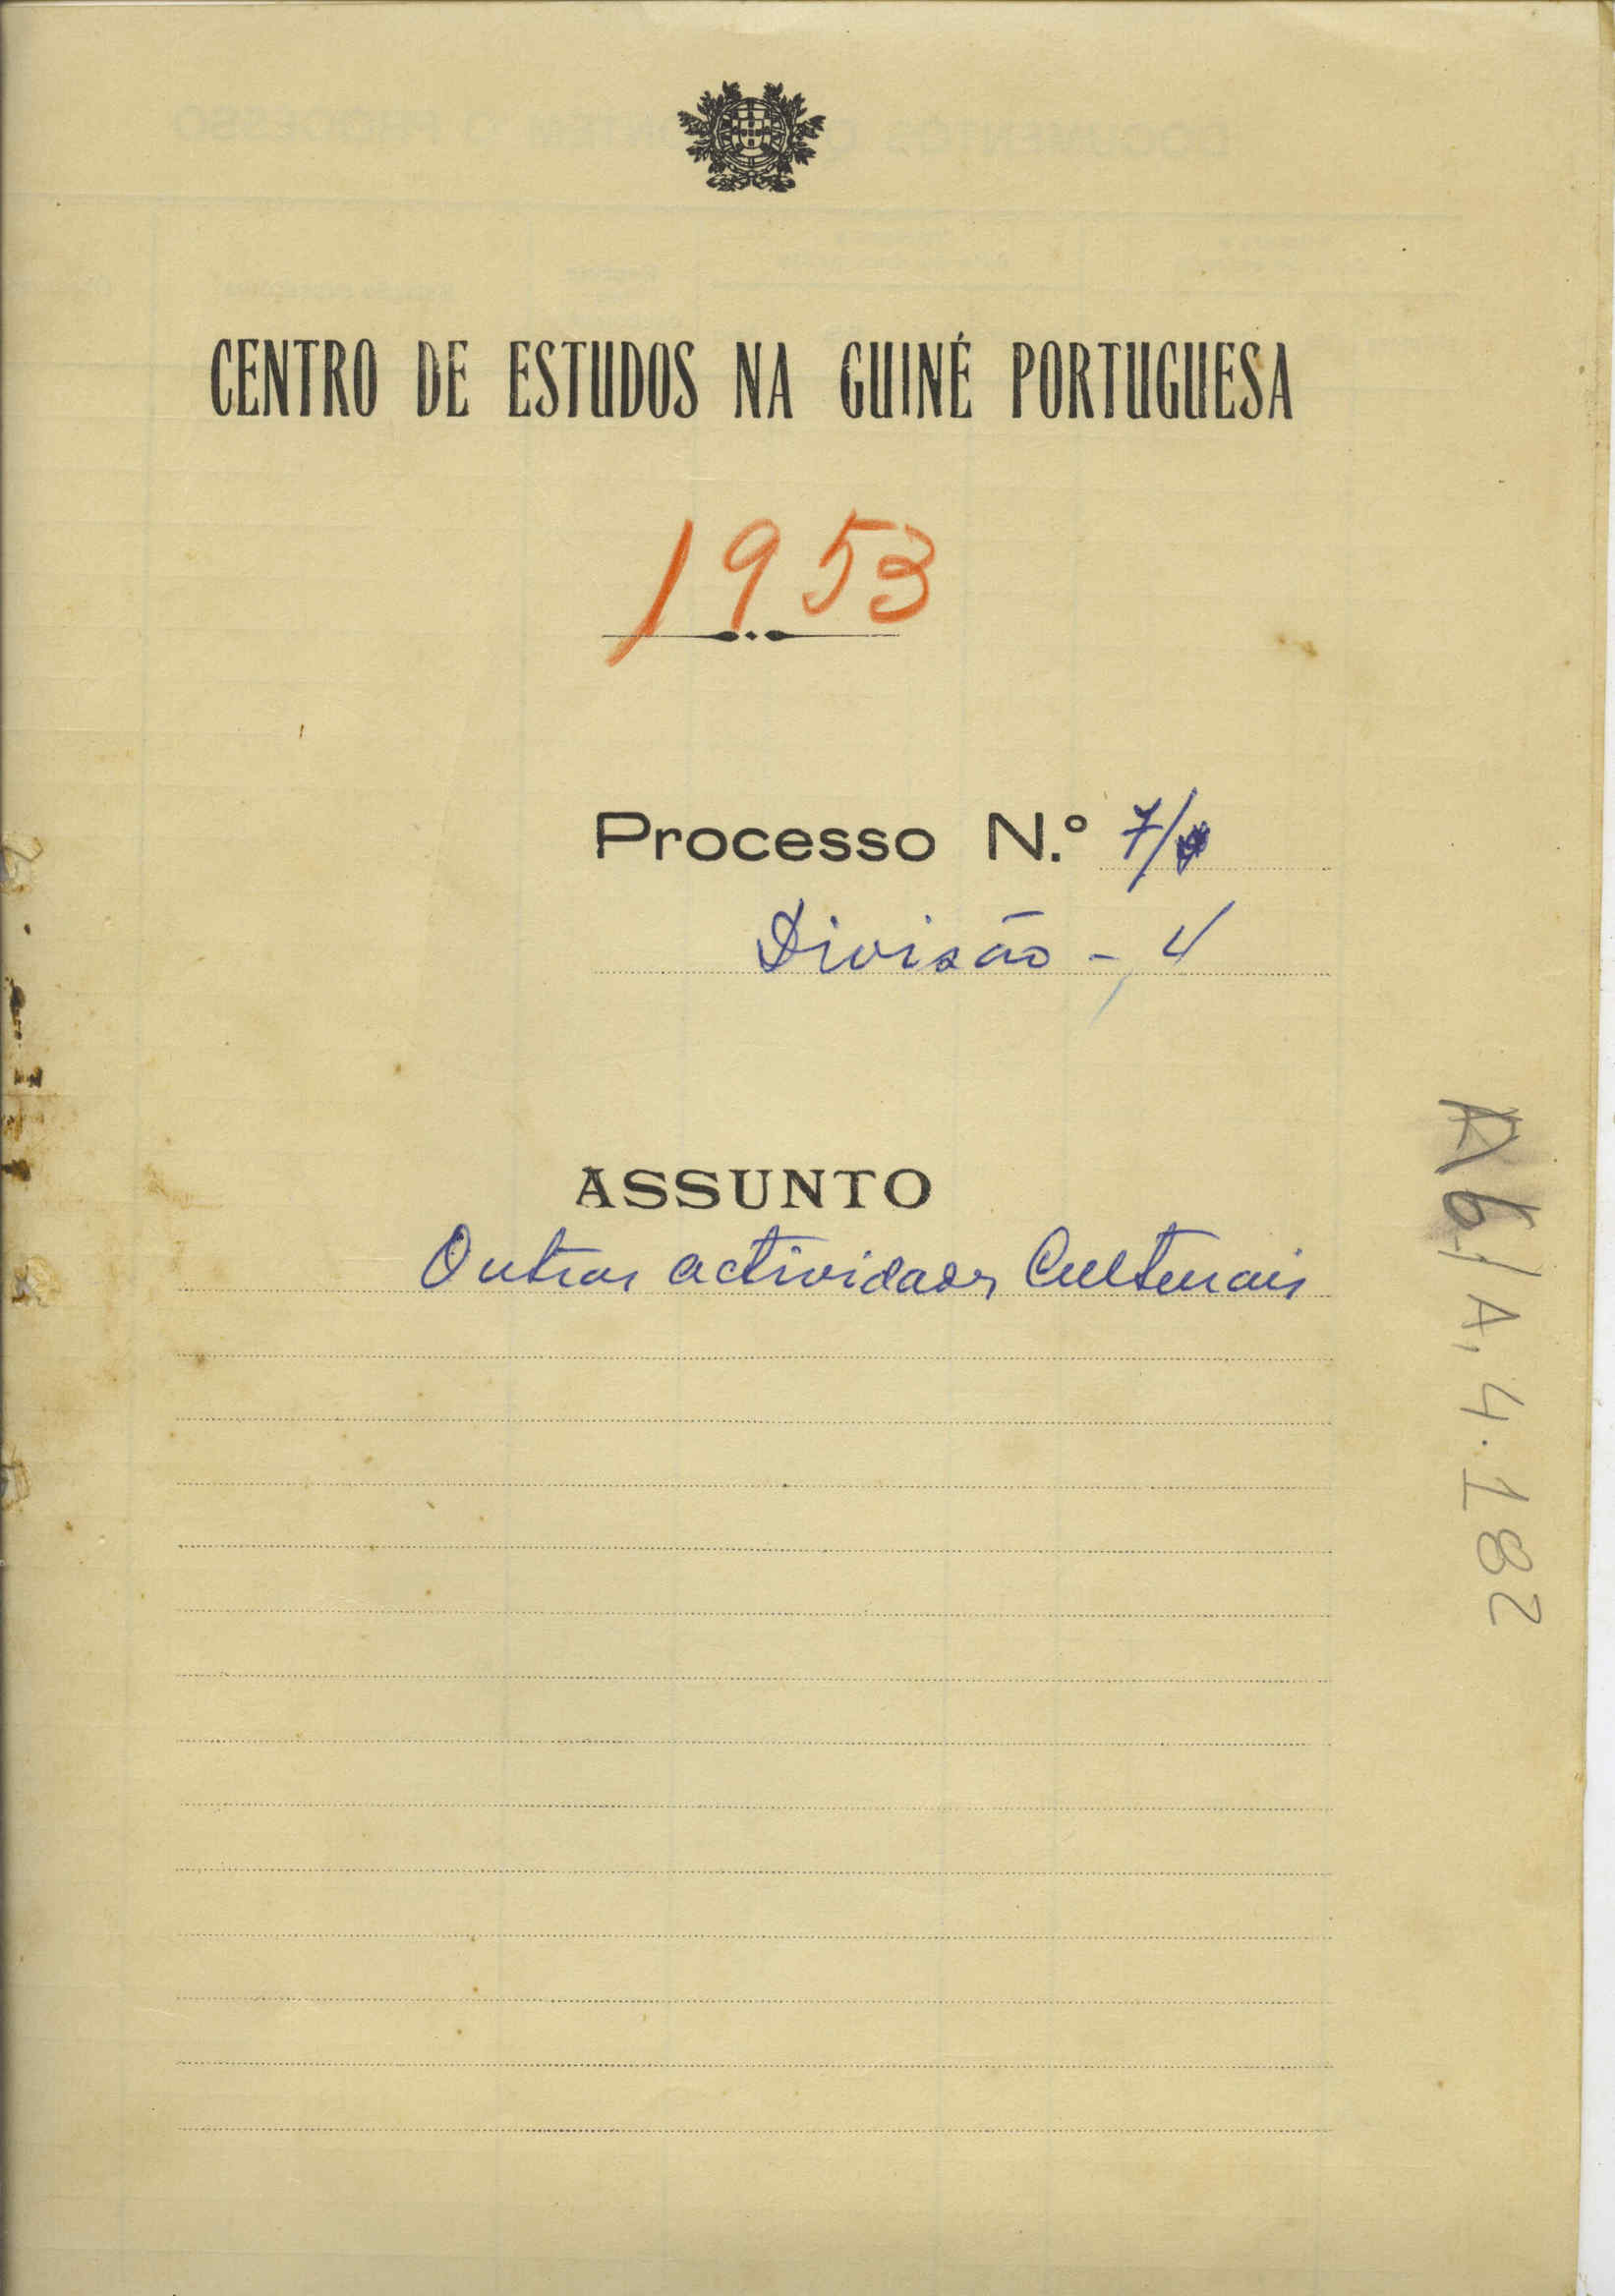 CENTRO DE ESTUDOS NA GUINÉ PORTUGUESA
1953
Processo N.º 7/
Divisão - 4
ASSUNTO
Outras actividades Culturais
A6/A,4.182